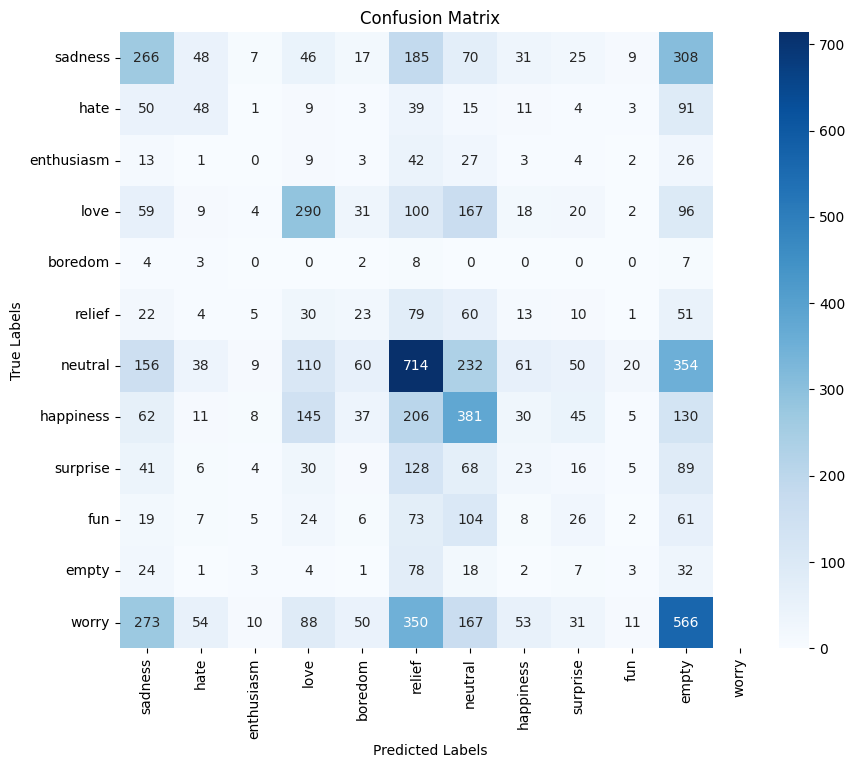 Confusion Matrix
True Labels
sadness 266 48 7 46 17 185 70 31 25 9 308
hate 50 48 1 9 3 39 15 11 4 3 91
enthusiasm 13 1 0 9 3 42 27 3 4 2 26
love 59 9 4 290 31 100 167 18 20 2 96
boredom 4 3 0 0 2 8 0 0 0 0 7
relief 22 4 5 30 23 79 60 13 10 1 51
neutral 156 38 9 110 60 714 232 61 50 20 354
happiness 62 11 8 145 37 206 381 30 45 5 130
surprise 41 6 4 30 9 128 68 23 16 5 89
fun 19 7 5 24 6 73 104 8 26 2 61
empty 24 1 3 4 1 78 18 2 7 3 32
worry 273 54 10 88 50 350 167 53 31 11 566
sadness hate enthusiasm love boredom relief neutral happiness surprise fun empty worry
Predicted Labels
700
600
500
400
300
200
100
0